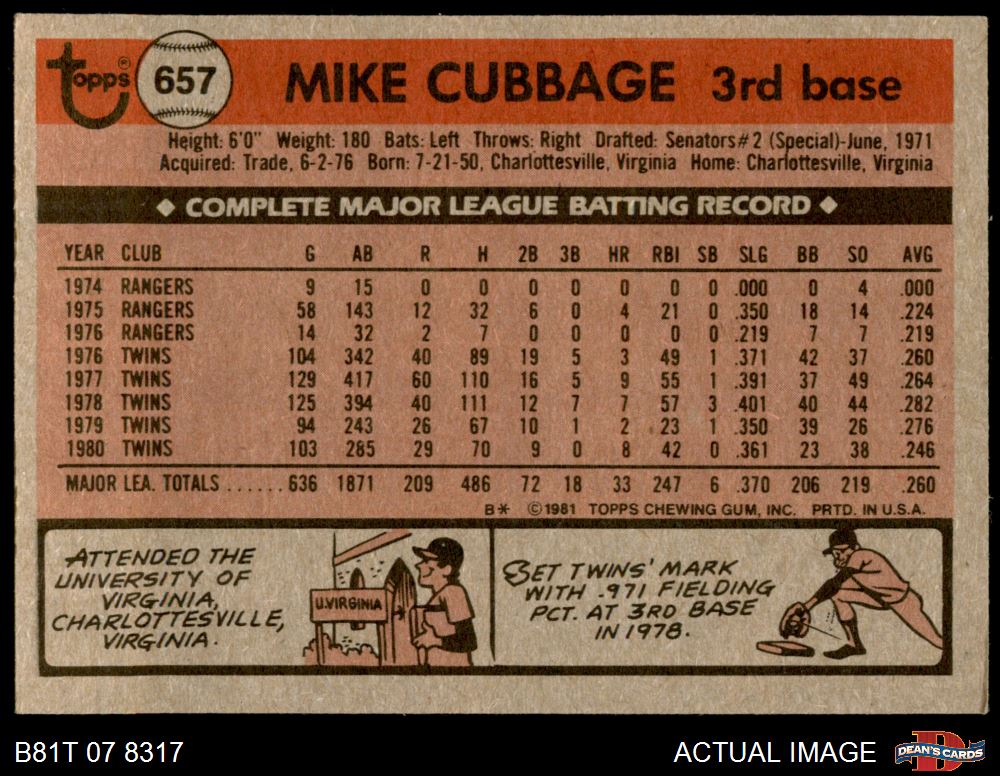 topps® 657 MIKE CUBBAGE 3rd base
Height: 6'0" Weight: 180 Bats: Left Throws: Right Drafted: Senators#2 (Special)-June, 1971
Acquired: Trade, 6-2-76 Born: 7-21-50, Charlottesville, Virginia Home: Charlottesville, Virginia
◆ COMPLETE MAJOR LEAGUE BATTING RECORD ◆
YEAR CLUB G AB R H 2B 3B HR RBI SB SLG BB SO AVG
1974 RANGERS 9 15 0 0 0 0 0 0 0 .000 0 4 .000
1975 RANGERS 58 143 12 32 6 0 4 21 0 .350 18 14 .224
1976 RANGERS 14 32 2 7 0 0 0 0 0 .219 7 7 .219
1976 TWINS 104 342 40 89 19 5 3 49 1 .371 42 37 .260
1977 TWINS 129 417 60 110 16 5 9 55 1 .391 37 49 .264
1978 TWINS 125 394 40 111 12 7 7 57 3 .401 40 44 .282
1979 TWINS 94 243 26 67 10 1 2 23 1 .350 39 26 .276
1980 TWINS 103 285 29 70 9 0 8 42 0 .361 23 38 .246
MAJOR LEA. TOTALS ...... 636 1871 209 486 72 18 33 247 6 .370 206 219 .260
B* ©1981 TOPPS CHEWING GUM, INC. PRTD. IN U.S.A.
ATTENDED THE
UNIVERSITY OF
VIRGINIA,
CHARLOTTESVILLE,
VIRGINIA.
U.VIRGINIA
SET TWINS' MARK
WITH .971 FIELDING
PCT. AT 3RD BASE
IN 1978.
B81T 07 8317 ACTUAL IMAGE DEAN'S CARDS